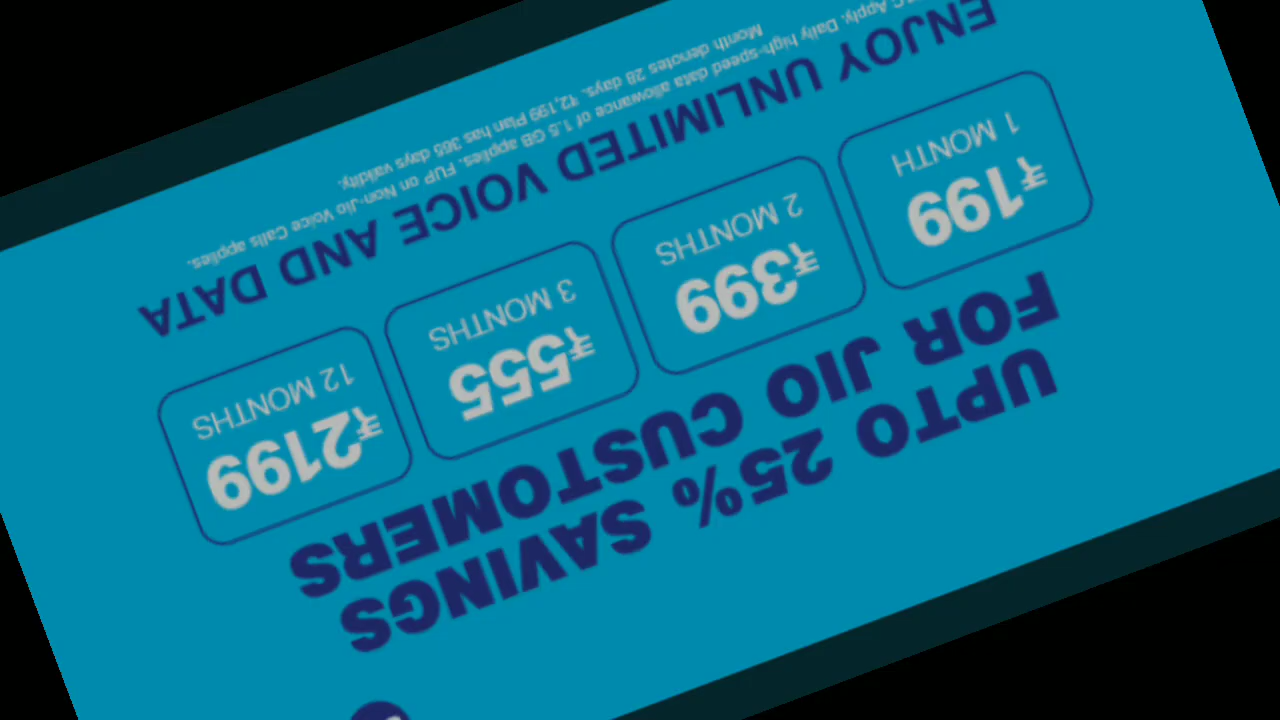 UPTO 25% SAVINGS
FOR JIO CUSTOMERS
₹199
1 MONTH
₹399
2 MONTHS
₹555
3 MONTHS
₹2199
12 MONTHS
ENJOY UNLIMITED VOICE AND DATA
Apply. Daily high-speed data allowance of 1.5 GB applies. FUP on Non-Jio Voice Calls applies.
Month denotes 28 days. ₹2,199 Plan has 365 days validity.